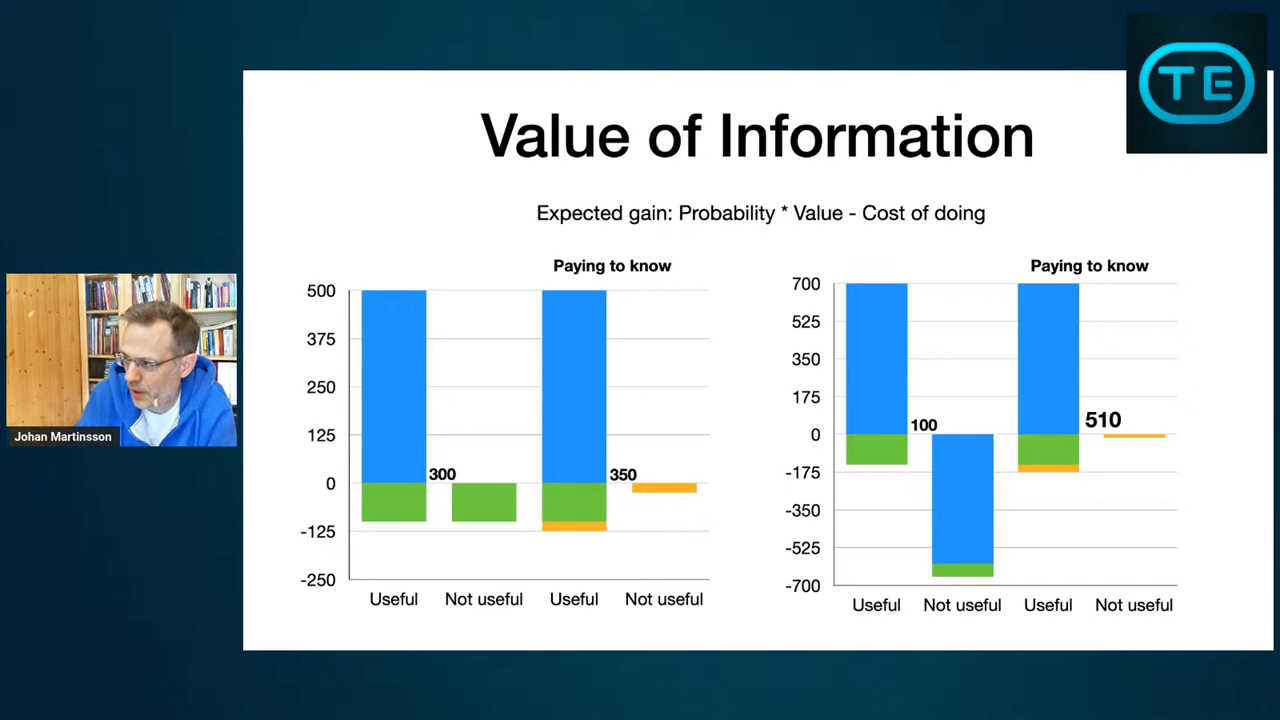 TE
Value of Information
Expected gain: Probability * Value - Cost of doing
Paying to know
500
375
250
125
0
-125
-250
300
350
Useful
Not useful
Useful
Not useful
Paying to know
700
525
350
175
0
-175
-350
-525
-700
100
510
Useful
Not useful
Useful
Not useful
Johan Martinsson